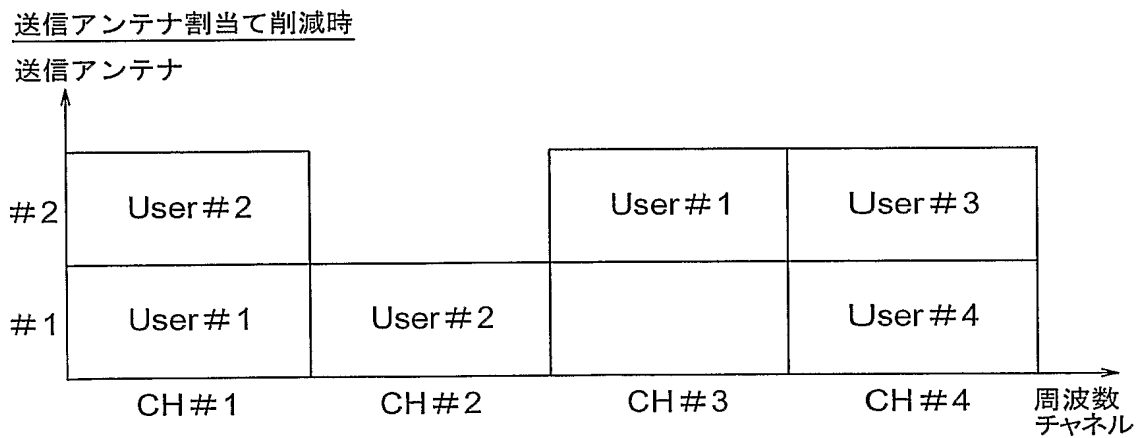 送信アンテナ割当て削減時
送信アンテナ
#2
User#2
User#1
User#3
#1
User#1
User#2
User#4
CH#1
CH#2
CH#3
CH#4
周波数
チャネル